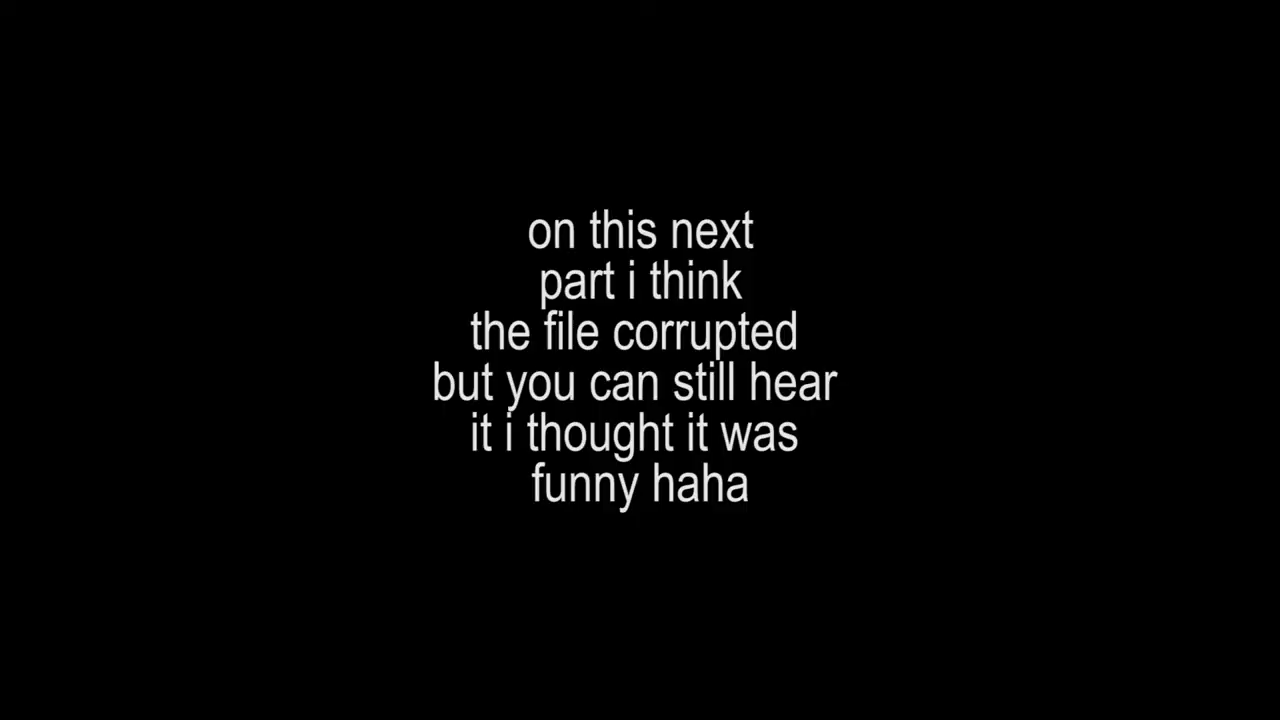 on this next
part i think
the file corrupted
but you can still hear
it i thought it was
funny haha